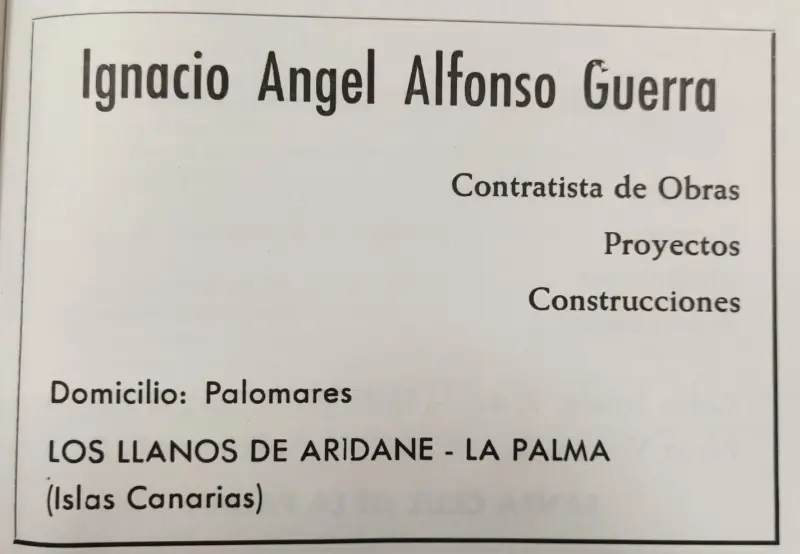 Ignacio Angel Alfonso Guerra
Contratista de Obras
Proyectos
Construcciones
Domicilio: Palomares
LOS LLANOS DE ARIDANE - LA PALMA
(Islas Canarias)